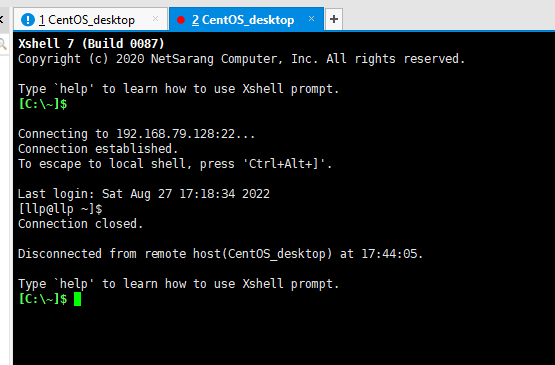 1 CentOS_desktop × 2 CentOS_desktop × +
Xshell 7 (Build 0087)
Copyright (c) 2020 NetSarang Computer, Inc. All rights reserved.
Type `help' to learn how to use Xshell prompt.
[C:\~]$
Connecting to 192.168.79.128:22...
Connection established.
To escape to local shell, press 'Ctrl+Alt+]'.
Last login: Sat Aug 27 17:18:34 2022
[llp@llp ~]$
Connection closed.
Disconnected from remote host(CentOS_desktop) at 17:44:05.
Type `help' to learn how to use Xshell prompt.
[C:\~]$